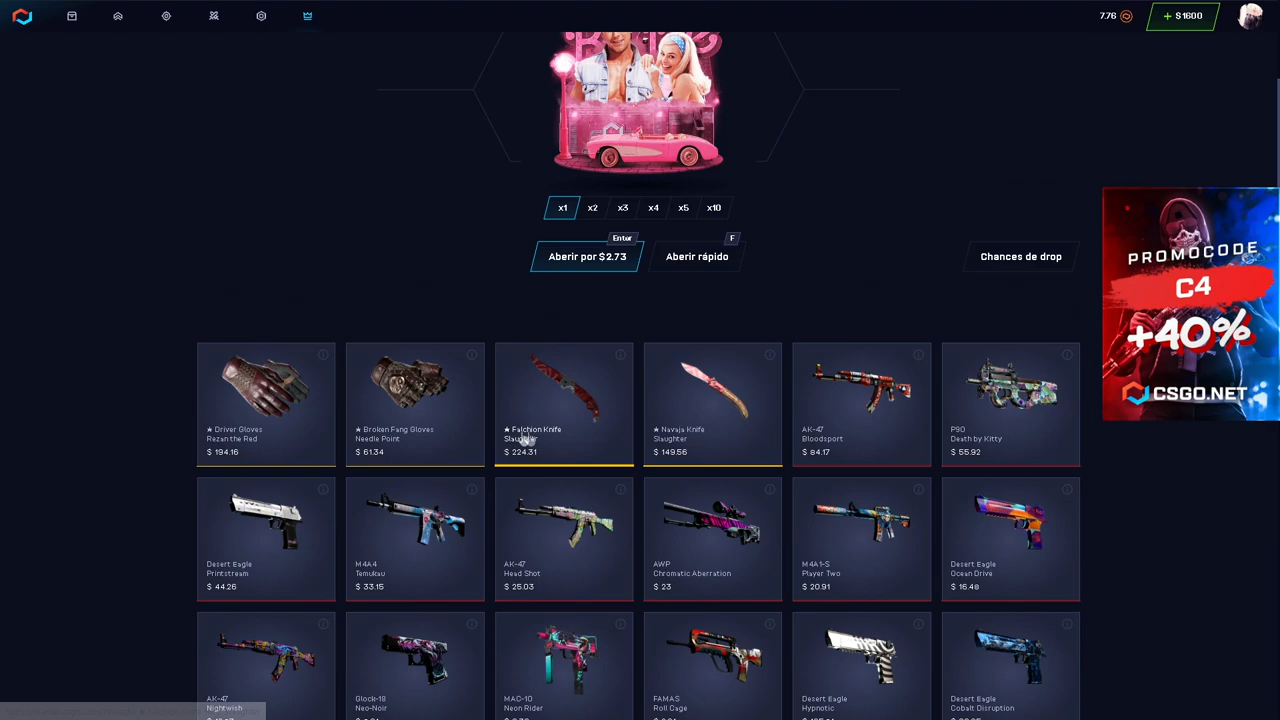 7.76
+ $ 1600
x1 x2 x3 x4 x5 x10
Enter
F
Aberir por $ 2.73
Aberir rápido
Chances de drop
PROMOCODE
C4
+40%
CSGO.NET
★ Driver Gloves
Rezan the Red
$ 194.16
★ Broken Fang Gloves
Needle Point
$ 61.34
★ Falchion Knife
Slaughter
$ 224.31
★ Navaja Knife
Slaughter
$ 149.56
AK-47
Bloodsport
$ 84.17
P90
Death by Kitty
$ 55.92
Desert Eagle
Printstream
$ 44.26
M4A4
Temukau
$ 33.15
AK-47
Head Shot
$ 25.03
AWP
Chromatic Aberration
$ 23
M4A1-S
Player Two
$ 20.91
Desert Eagle
Ocean Drive
$ 16.48
AK-47
Nightwish
Glock-18
Neo-Noir
MAC-10
Neon Rider
FAMAS
Roll Cage
Desert Eagle
Hypnotic
Desert Eagle
Cobalt Disruption